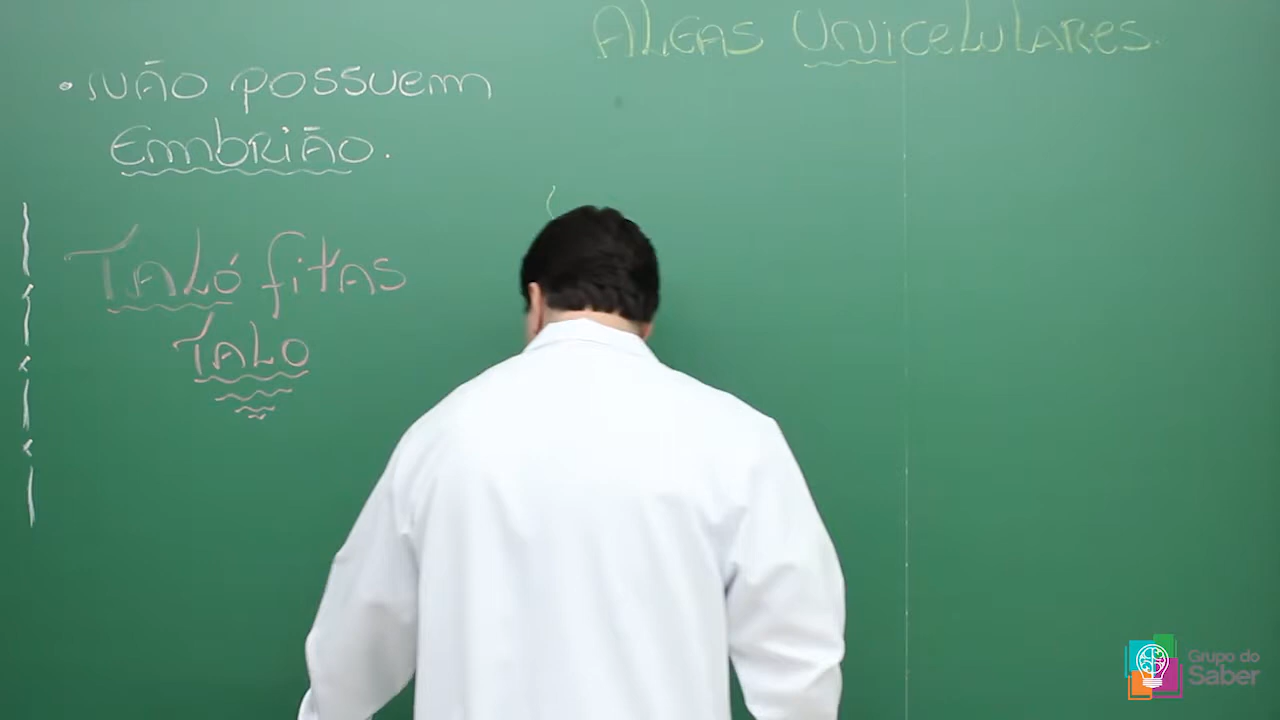 ALGAS UNICELULARES.
• NÃO POSSUEM
EMBRIÃO.
TALÓFITAS
TALO
Grupo do
Saber